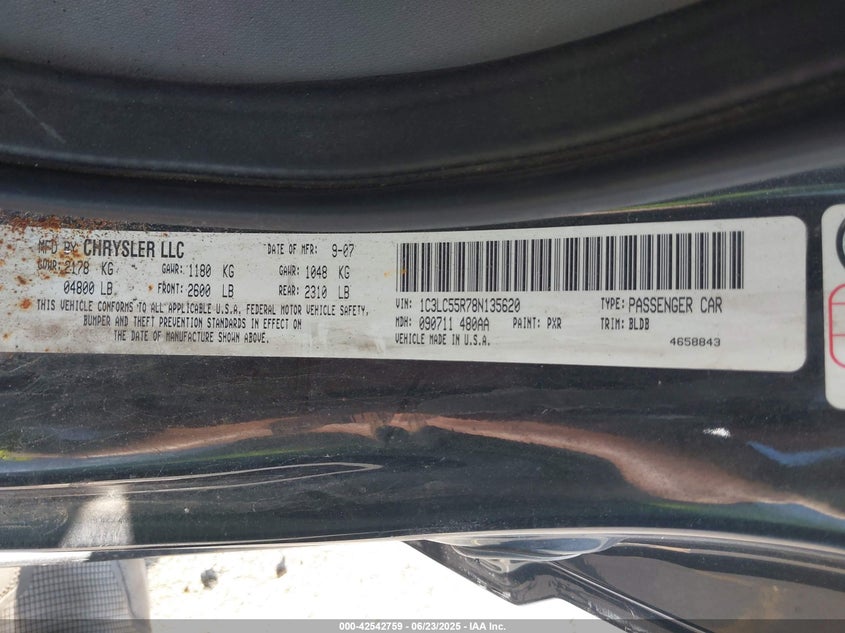 MFD BY CHRYSLER LLC
DATE OF MFR: 9-07
GVWR: 2178 KG
GAWR: 1180 KG
GAWR: 1048 KG
04800 LB
FRONT: 2600 LB
REAR: 2310 LB
THIS VEHICLE CONFORMS TO ALL APPLICABLE U.S.A. FEDERAL MOTOR VEHICLE SAFETY,
BUMPER AND THEFT PREVENTION STANDARDS IN EFFECT ON
THE DATE OF MANUFACTURE SHOWN ABOVE.
VIN: 1C3LC55R78N135620
TYPE: PASSENGER CAR
MDH: 090711 480AA
PAINT: PXR
TRIM: BLDB
VEHICLE MADE IN U.S.A.
4658843
000-42542759 - 06/23/2025 - IAA Inc.